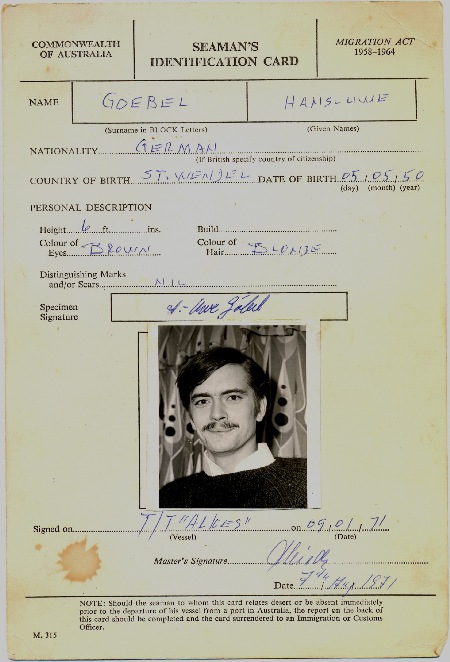 COMMONWEALTH
OF AUSTRALIA
SEAMAN'S
IDENTIFICATION CARD
MIGRATION ACT
1958–1964
NAME GOEBEL HANS-UWE
(Surname in BLOCK Letters) (Given Names)
NATIONALITY GERMAN
(If British specify country of citizenship)
COUNTRY OF BIRTH ST. WENDEL DATE OF BIRTH 05.05.50
(day) (month) (year)
PERSONAL DESCRIPTION
Height 6 ft. ins. Build
Colour of Eyes BROWN Colour of Hair BLONDE
Distinguishing Marks
and/or Scars NIL
Specimen
Signature
Signed on T/T "ALKES" on 09.01.71
(Vessel) (Date)
Master's Signature
Date 7th Aug 1971
NOTE: Should the seaman to whom this card relates desert or be absent immediately
prior to the departure of his vessel from a port in Australia, the report on the back of
this card should be completed and the card surrendered to an Immigration or Customs
Officer.
M. 315